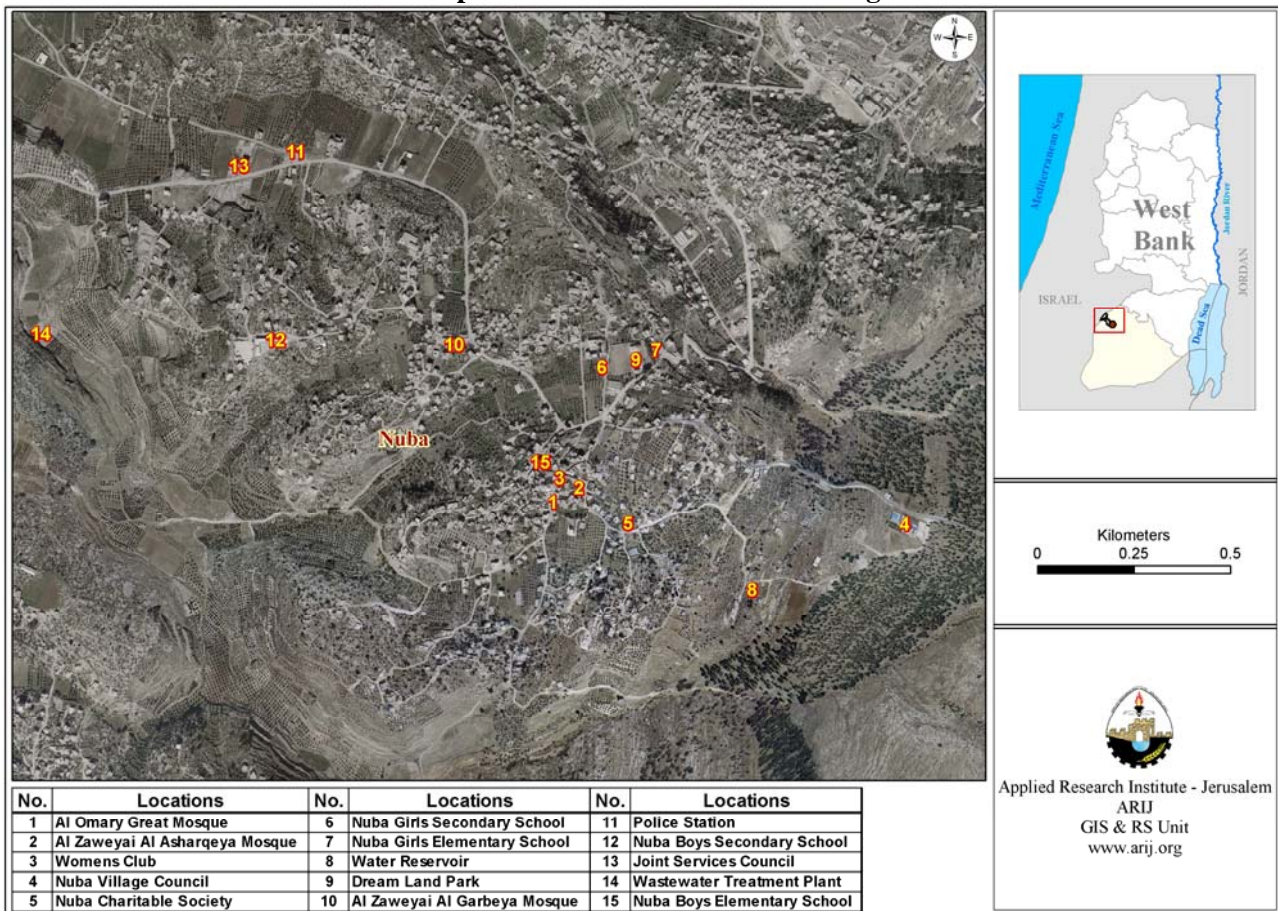 N
W E
S
11
13
14
12
10
7
9
6
Nuba
15
3
2
1
5
4
8
Mediterranean Sea
West
Bank
Jordan River
JORDAN
ISRAEL
Dead Sea
Kilometers
0 0.25 0.5
Applied Research Institute - Jerusalem
ARIJ
GIS & RS Unit
www.arij.org
No. Locations No. Locations No. Locations
1 Al Omary Great Mosque 6 Nuba Girls Secondary School 11 Police Station
2 Al Zaweyai Al Asharqeya Mosque 7 Nuba Girls Elementary School 12 Nuba Boys Secondary School
3 Womens Club 8 Water Reservoir 13 Joint Services Council
4 Nuba Village Council 9 Dream Land Park 14 Wastewater Treatment Plant
5 Nuba Charitable Society 10 Al Zaweyai Al Garbeya Mosque 15 Nuba Boys Elementary School